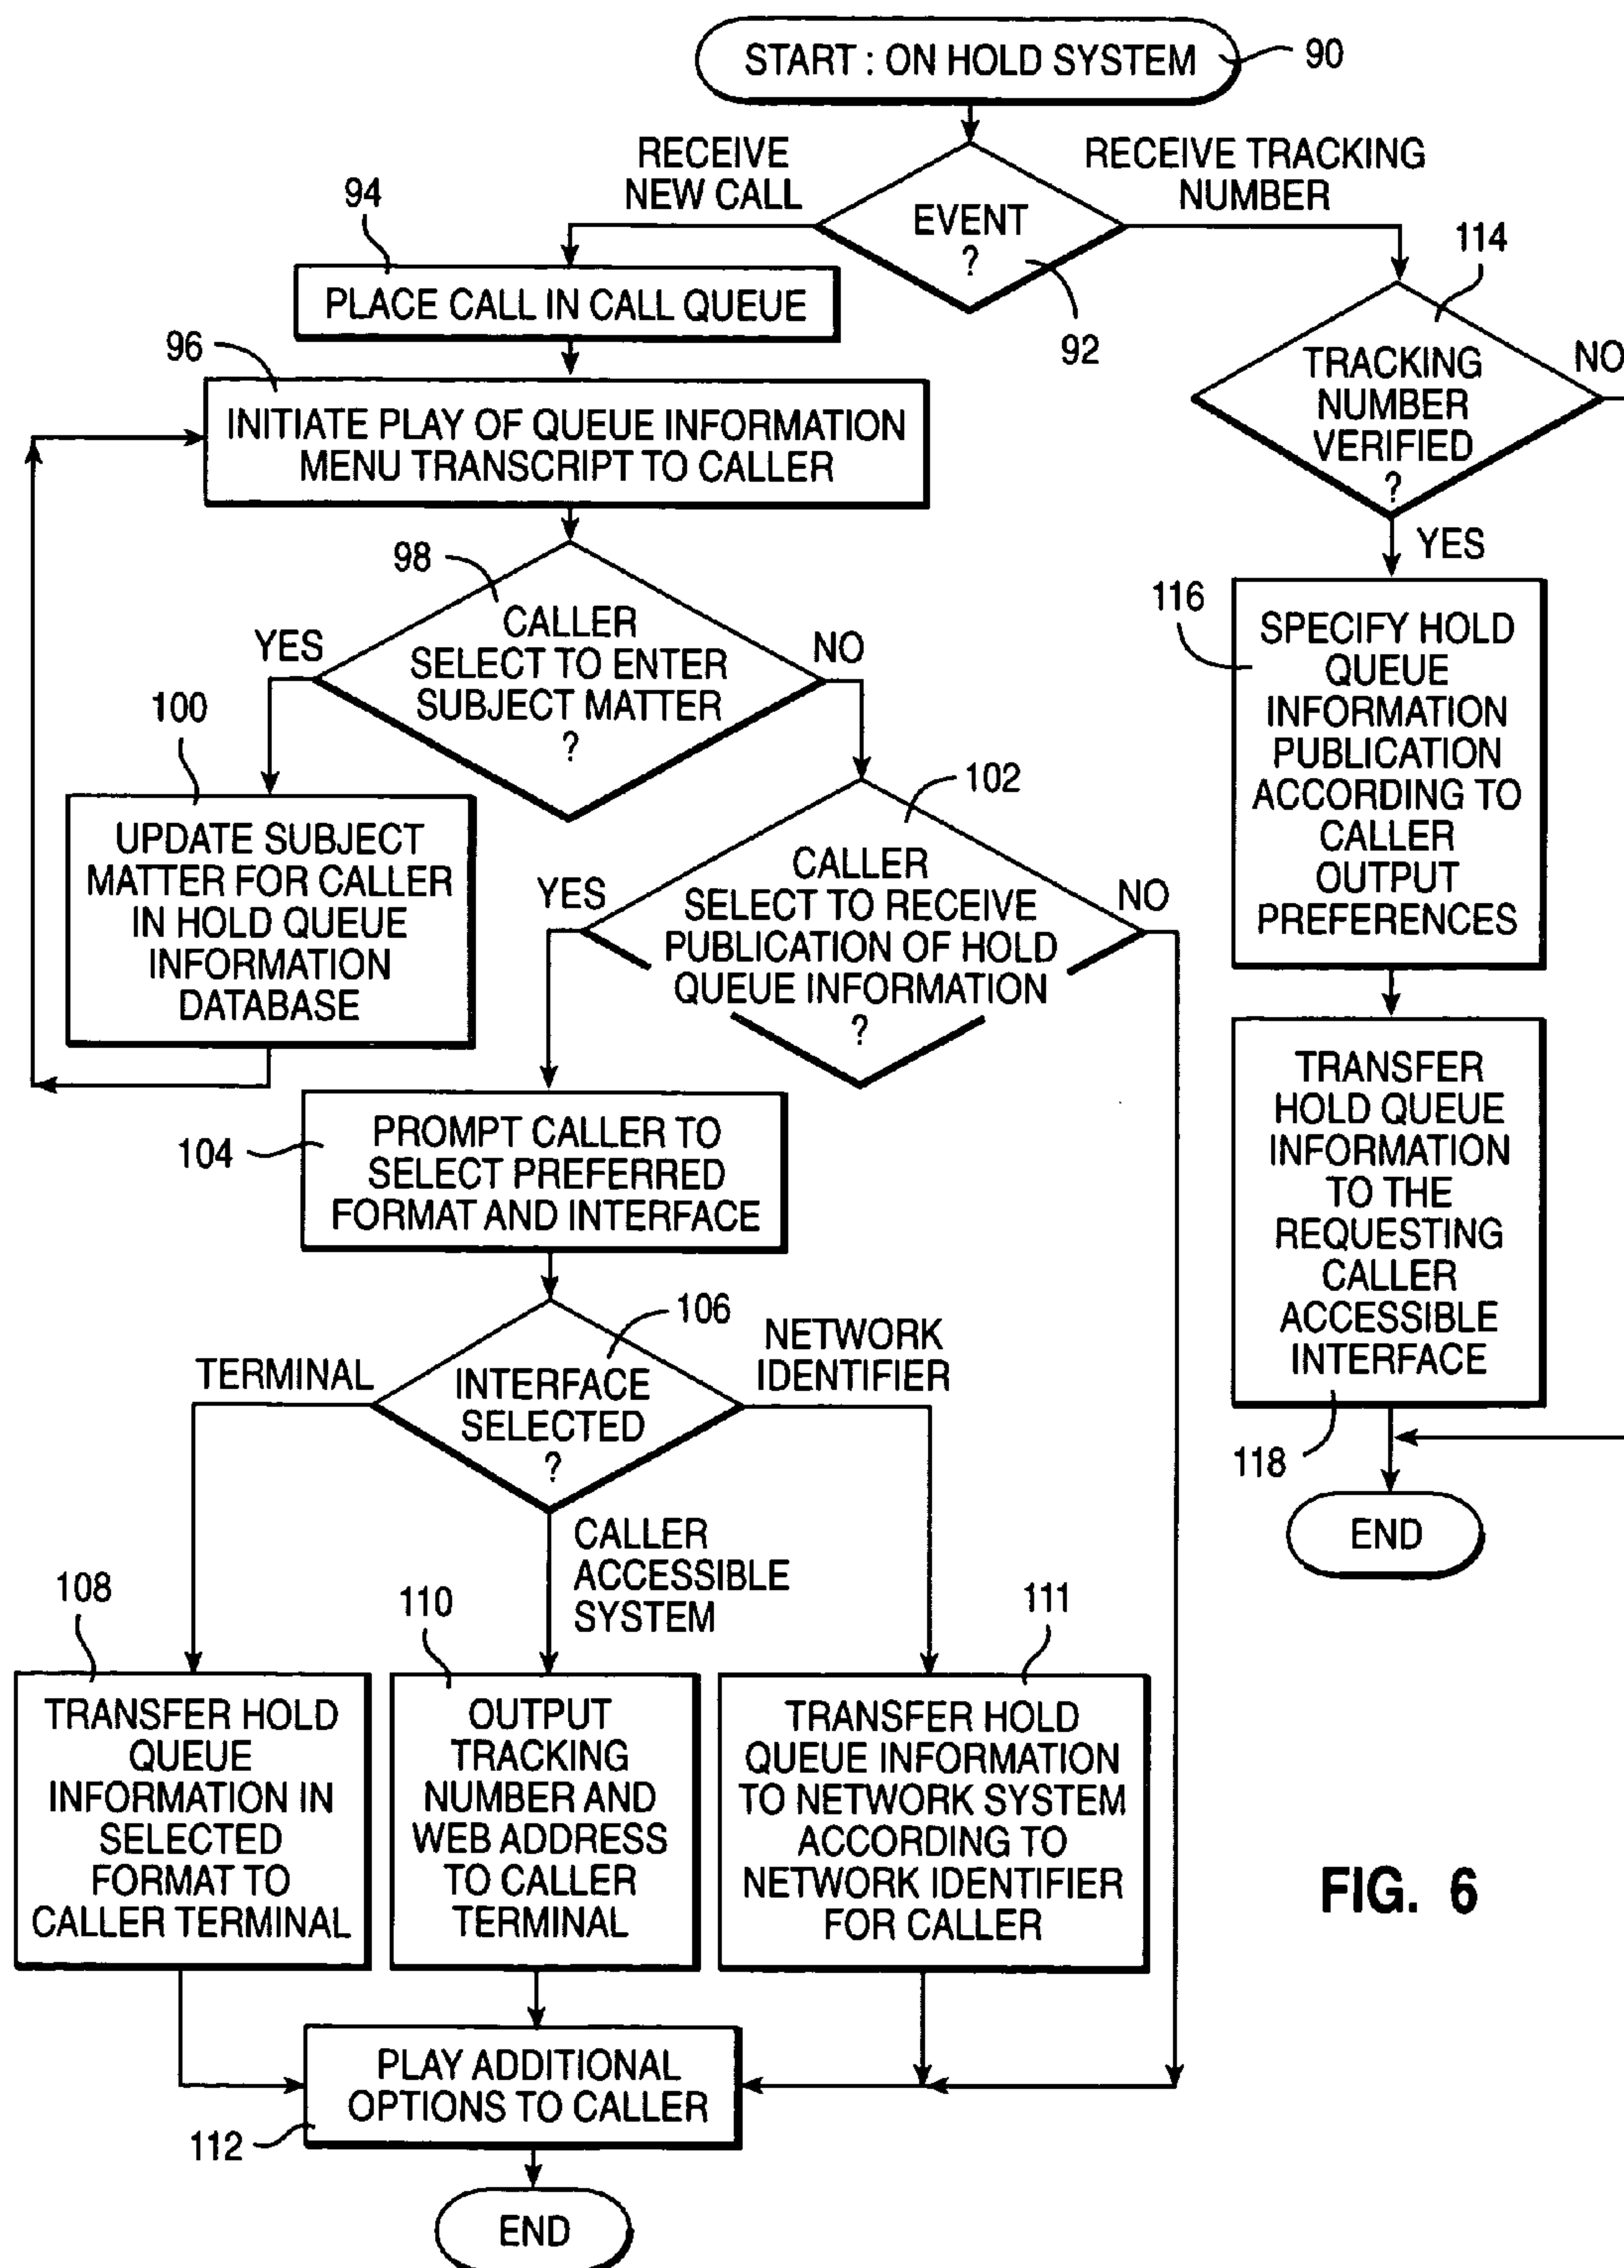 START : ON HOLD SYSTEM
90
RECEIVE
NEW CALL
RECEIVE TRACKING
NUMBER
EVENT
?
92
94
PLACE CALL IN CALL QUEUE
114
TRACKING
NUMBER
VERIFIED
?
NO
YES
96
INITIATE PLAY OF QUEUE INFORMATION
MENU TRANSCRIPT TO CALLER
98
CALLER
SELECT TO ENTER
SUBJECT MATTER
?
YES
NO
100
UPDATE SUBJECT
MATTER FOR CALLER
IN HOLD QUEUE
INFORMATION
DATABASE
102
CALLER
SELECT TO RECEIVE
PUBLICATION OF HOLD
QUEUE INFORMATION
?
YES
NO
116
SPECIFY HOLD
QUEUE
INFORMATION
PUBLICATION
ACCORDING TO
CALLER
OUTPUT
PREFERENCES
104
PROMPT CALLER TO
SELECT PREFERRED
FORMAT AND INTERFACE
TRANSFER
HOLD QUEUE
INFORMATION
TO THE
REQUESTING
CALLER
ACCESSIBLE
INTERFACE
118
END
106
INTERFACE
SELECTED
?
TERMINAL
NETWORK
IDENTIFIER
CALLER
ACCESSIBLE
SYSTEM
108
TRANSFER HOLD
QUEUE
INFORMATION IN
SELECTED
FORMAT TO
CALLER TERMINAL
110
OUTPUT
TRACKING
NUMBER AND
WEB ADDRESS
TO CALLER
TERMINAL
111
TRANSFER HOLD
QUEUE INFORMATION
TO NETWORK SYSTEM
ACCORDING TO
NETWORK IDENTIFIER
FOR CALLER
FIG. 6
PLAY ADDITIONAL
OPTIONS TO CALLER
112
END